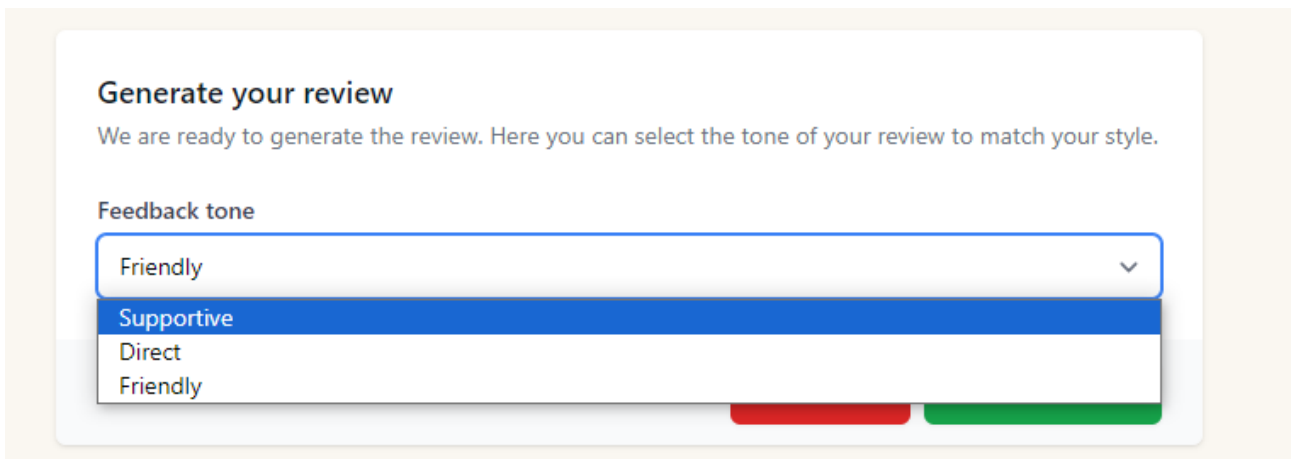 Generate your review
We are ready to generate the review. Here you can select the tone of your review to match your style.
Feedback tone
Friendly
Supportive
Direct
Friendly